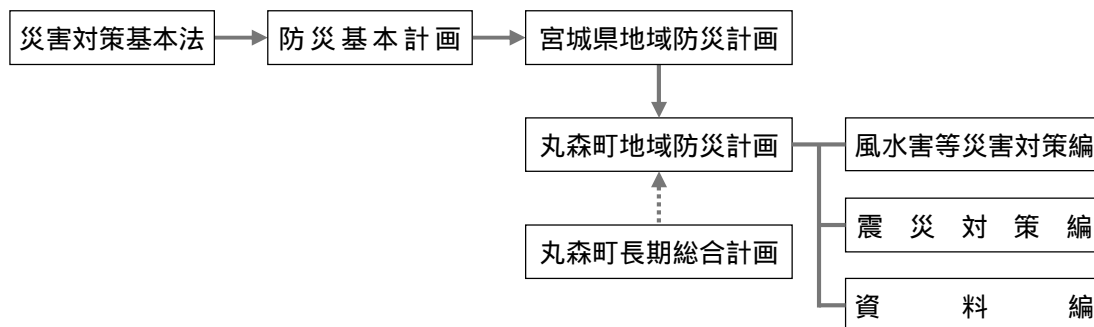 災害対策基本法
防災基本計画
宮城県地域防災計画
丸森町地域防災計画
風水害等災害対策編
震災対策編
丸森町長期総合計画
資料編